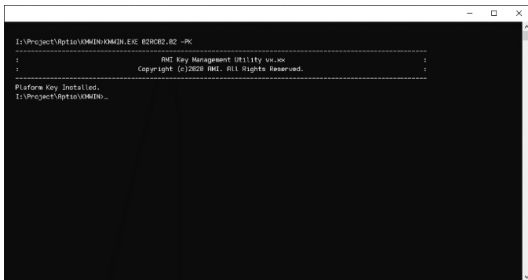 I:\Project\Aptio\KMWIN>KMWIN.EXE 02RC02.02 -PK
--------------------------------------------------------------------------------
: AMI Key Management Utility vx.xx :
: Copyright (c)2020 AMI. All Rights Reserved. :
--------------------------------------------------------------------------------
Plaform Key Installed.
I:\Project\Aptio\KMWIN>_